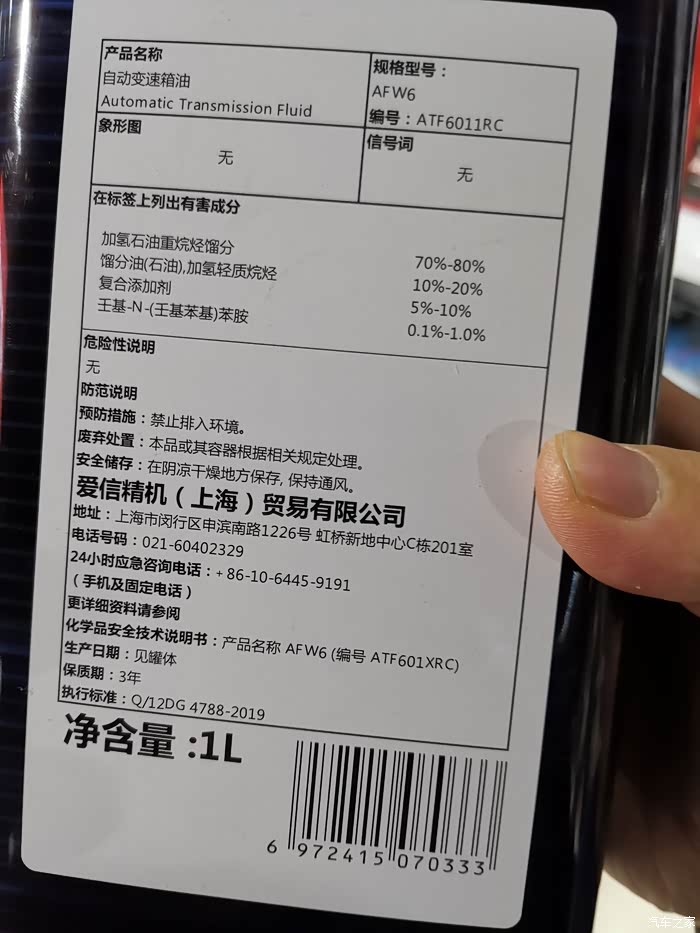 产品名称
自动变速箱油
Automatic Transmission Fluid
规格型号：
AFW6
编号：ATF6011RC
象形图
无
信号词
无
在标签上列出有害成分
加氢石油重烷烃馏分 70%-80%
馏分油(石油),加氢轻质烷烃 10%-20%
复合添加剂 5%-10%
壬基-N-(壬基苯基)苯胺 0.1%-1.0%
危险性说明
无
防范说明
预防措施：禁止排入环境。
废弃处置：本品或其容器根据相关规定处理。
安全储存：在阴凉干燥地方保存, 保持通风。
爱信精机（上海）贸易有限公司
地址：上海市闵行区申滨南路1226号 虹桥新地中心C栋201室
电话号码：021-60402329
24小时应急咨询电话：+86-10-6445-9191
（手机及固定电话）
更详细资料请参阅
化学品安全技术说明书：产品名称 AFW6 (编号 ATF601XRC)
生产日期：见罐体
保质期：3年
执行标准：Q/12DG 4788-2019
净含量:1L
6 972415 070333
汽车之家